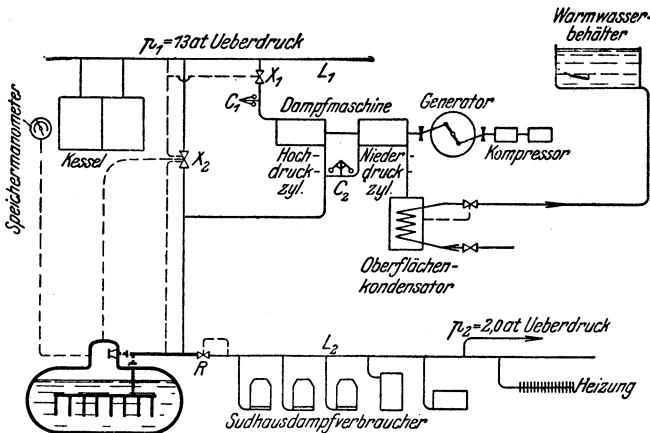 Warmwasser-
behälter
p₁=13at Ueberdruck
L₁
X₁
C₁
Dampfmaschine
Generator
Speichermanometer
Kessel
X₂
Hoch-
druck-
zyl.
C₂
Nieder-
druck-
zyl.
Kompressor
Oberflächen-
kondensator
p₂=2,0at Ueberdruck
L₂
R
Heizung
Sudhausdampfverbraucher